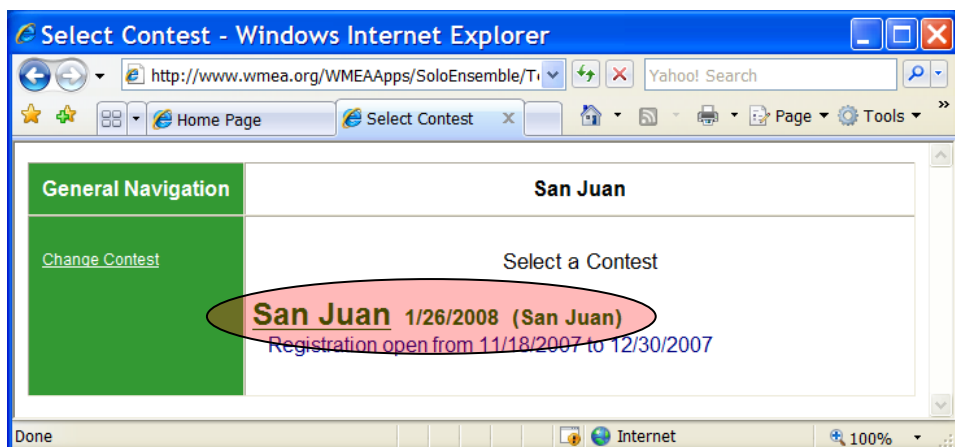 Select Contest - Windows Internet Explorer
http://www.wmea.org/WMEAApps/SoloEnsemble/Te
Yahoo! Search
Home Page
Select Contest
Page
Tools
»
General Navigation
San Juan
Change Contest
Select a Contest
San Juan 1/26/2008 (San Juan)
Registration open from 11/18/2007 to 12/30/2007
Done
Internet
100%